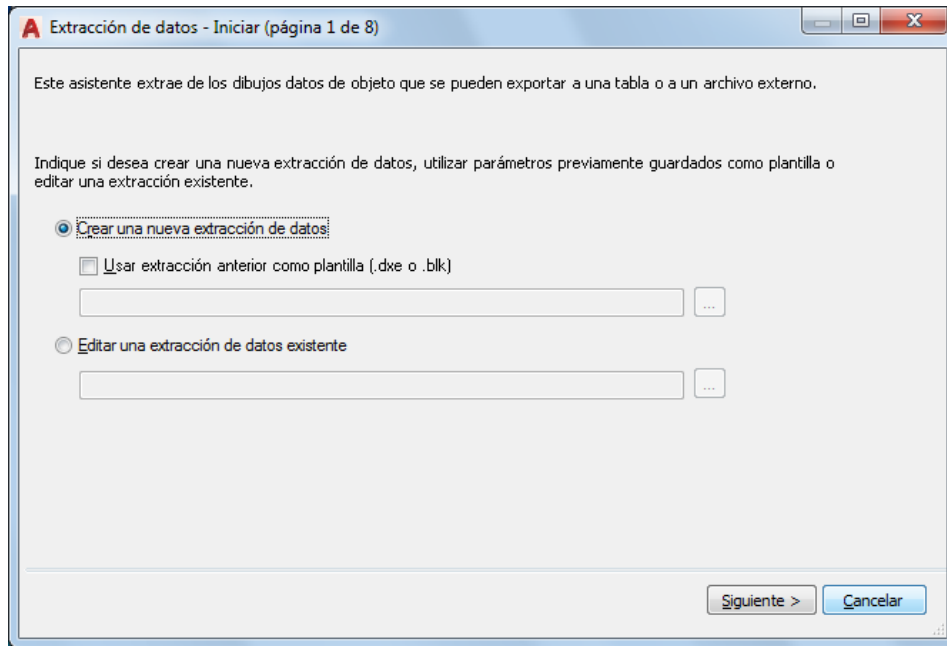 Extracción de datos - Iniciar (página 1 de 8)
Este asistente extrae de los dibujos datos de objeto que se pueden exportar a una tabla o a un archivo externo.
Indique si desea crear una nueva extracción de datos, utilizar parámetros previamente guardados como plantilla o
editar una extracción existente.
Crear una nueva extracción de datos
Usar extracción anterior como plantilla (.dxe o .blk)
...
Editar una extracción de datos existente
...
Siguiente > Cancelar